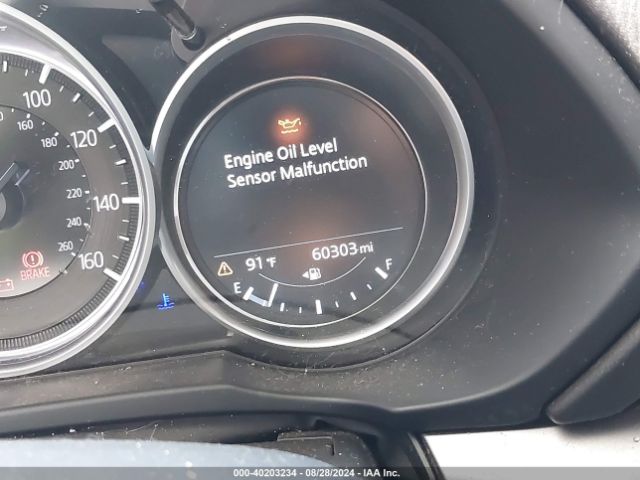 100
120
140
160
160
180
200
220
240
260
BRAKE
Engine Oil Level
Sensor Malfunction
91°F
60303 mi
E
F
000-40203234 - 08/28/2024 - IAA Inc.